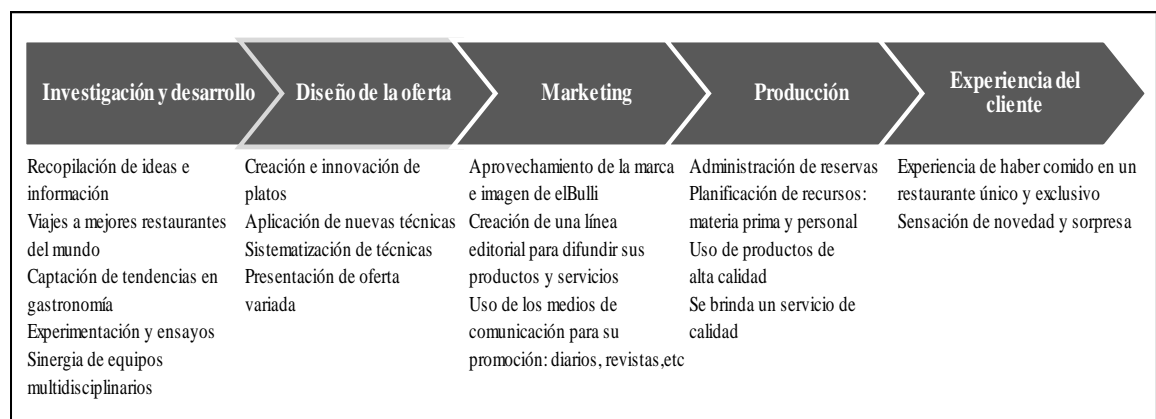 Investigación y desarrollo
Diseño de la oferta
Marketing
Producción
Experiencia del
cliente
Recopilación de ideas e
información
Viajes a mejores restaurantes
del mundo
Captación de tendencias en
gastronomía
Experimentación y ensayos
Sinergia de equipos
multidisciplinarios
Creación e innovación de
platos
Aplicación de nuevas técnicas
Sistematización de técnicas
Presentación de oferta
variada
Aprovechamiento de la marca
e imagen de elBulli
Creación de una línea
editorial para difundir sus
productos y servicios
Uso de los medios de
comunicación para su
promoción: diarios, revistas,etc
Administración de reservas
Planificación de recursos:
materia prima y personal
Uso de productos de
alta calidad
Se brinda un servicio de
calidad
Experiencia de haber comido en un
restaurante único y exclusivo
Sensación de novedad y sorpresa